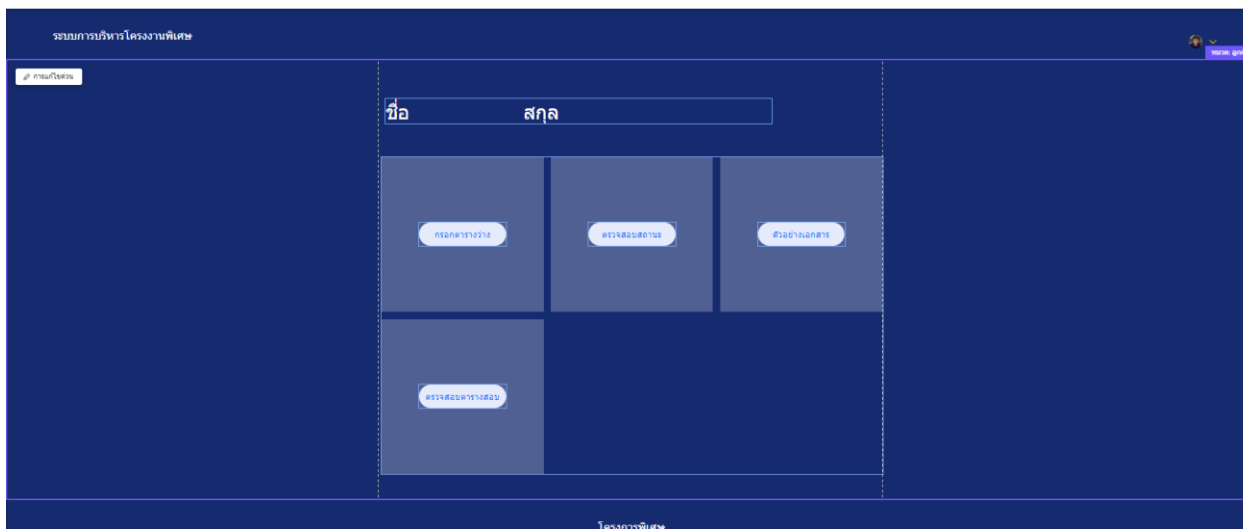 ระบบการบริหารโครงงานพิเศษ
การแก้ไขด่วน
ชื่อ สกุล
กรอกตารางว่าง ตรวจสอบสถานะ ตัวอย่างเอกสาร
ตรวจสอบตารางสอบ
โครงการพิเศษ